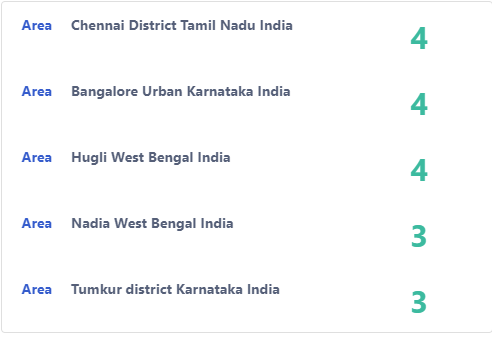 Area Chennai District Tamil Nadu India 4
Area Bangalore Urban Karnataka India 4
Area Hugli West Bengal India 4
Area Nadia West Bengal India 3
Area Tumkur district Karnataka India 3